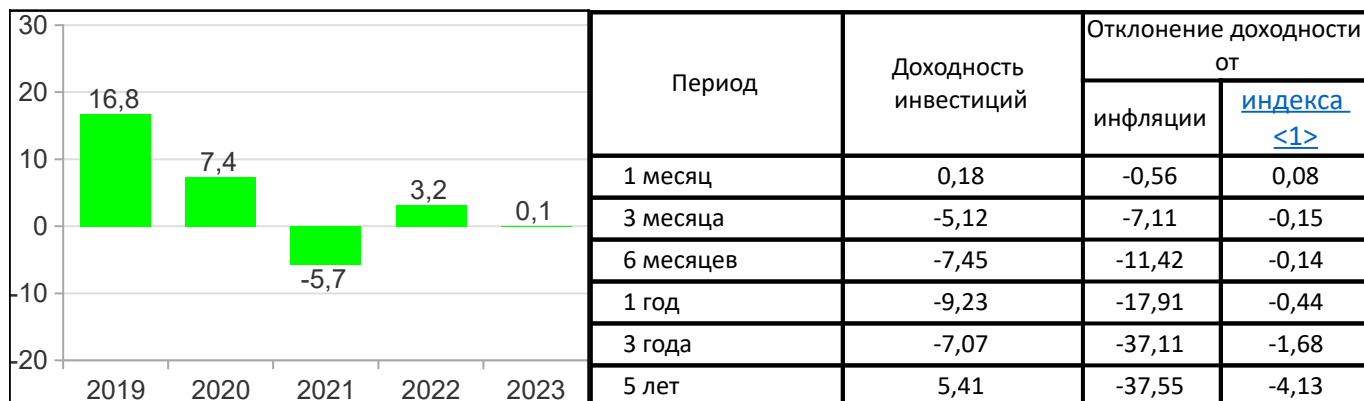 30
20
10
0
-10
-20
16,8
7,4
-5,7
3,2
0,1
2019 2020 2021 2022 2023
Период
Доходность
инвестиций
Отклонение доходности
от
инфляции
индекса
<1>
1 месяц 0,18 -0,56 0,08
3 месяца -5,12 -7,11 -0,15
6 месяцев -7,45 -11,42 -0,14
1 год -9,23 -17,91 -0,44
3 года -7,07 -37,11 -1,68
5 лет 5,41 -37,55 -4,13